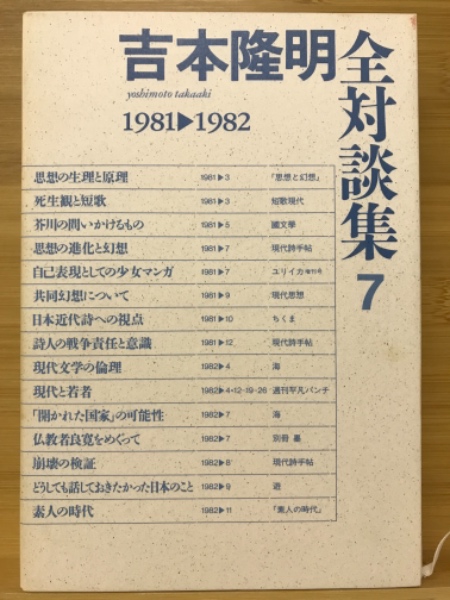 吉本隆明
全対談集
7
yoshimoto takaaki
1981▶1982
思想の生理と原理 1981▶3 『思想と幻想』
死生観と短歌 1981▶3 短歌現代
芥川の問いかけるもの 1981▶5 國文學
思想の進化と幻想 1981▶7 現代詩手帖
自己表現としての少女マンガ 1981▶7 ユリイカ
共同幻想について 1981▶9 現代思想
日本近代詩への視点 1981▶10 ちくま
詩人の戦争責任と意識 1981▶12 現代詩手帖
現代文学の倫理 1982▶4 海
現代と若者 1982▶4・12-19-26 週刊平凡パンチ
「開かれた国家」の可能性 1982▶7 海
仏教者良寛をめぐって 1982▶7 別冊 墨
崩壊の検証 1982▶8 現代詩手帖
どうしても話しておきたかった日本のこと 1982▶9 遊
素人の時代 1982▶11 『素人の時代』